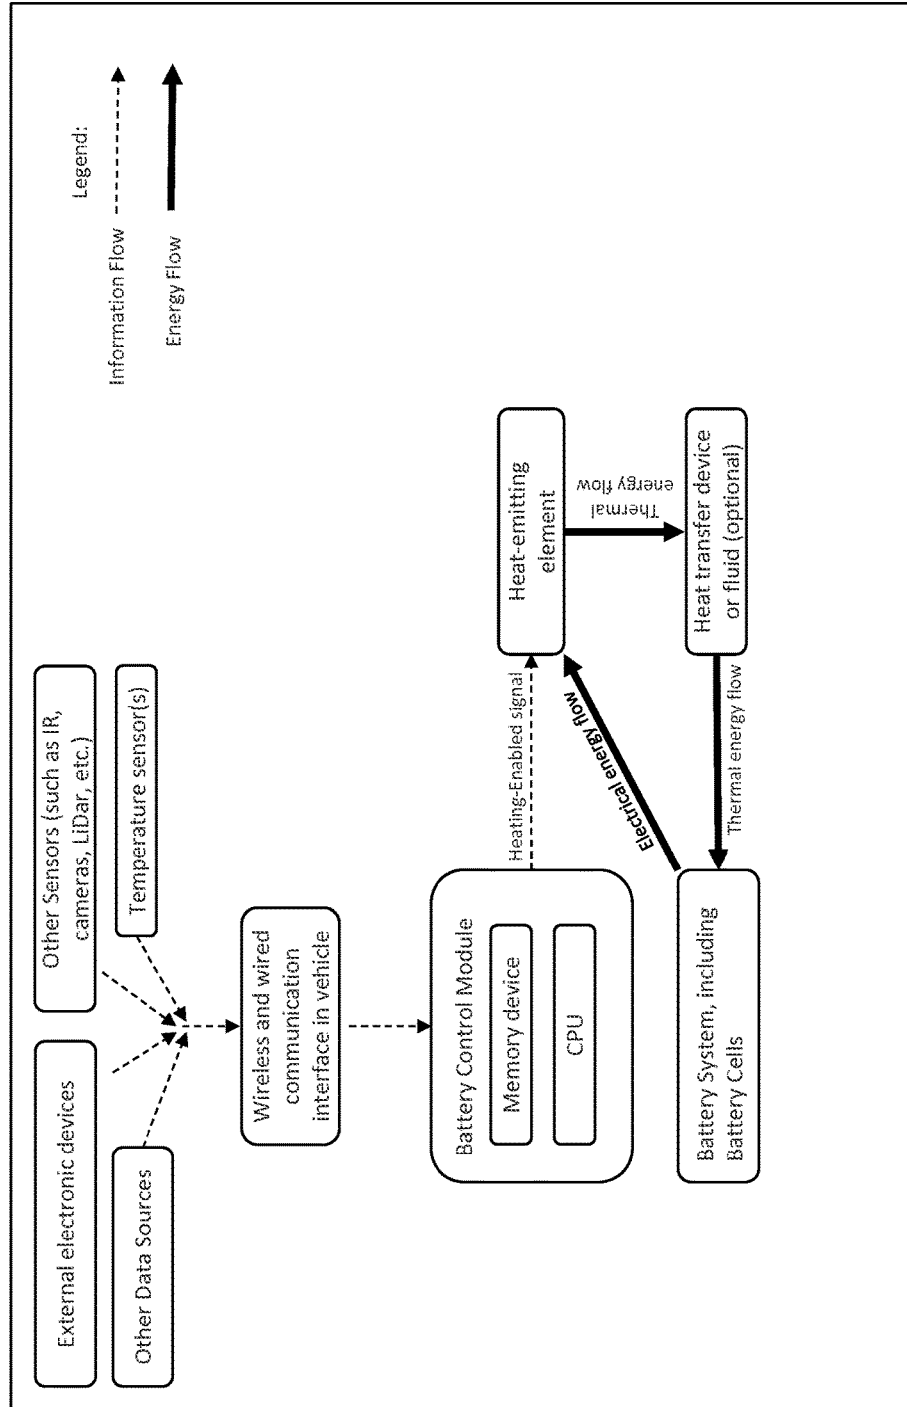 External electronic devices
Other Sensors (such as IR,
cameras, LiDar, etc.)
Other Data Sources
Temperature sensor(s)
Legend:
Information Flow
Energy Flow
Wireless and wired
communication
interface in vehicle
Battery Control Module
Memory device
CPU
Heating-Enabled signal
Heat-emitting
element
Electrical energy flow
Thermal
energy flow
Battery System, including
Battery Cells
Thermal energy flow
Heat transfer device
or fluid (optional)